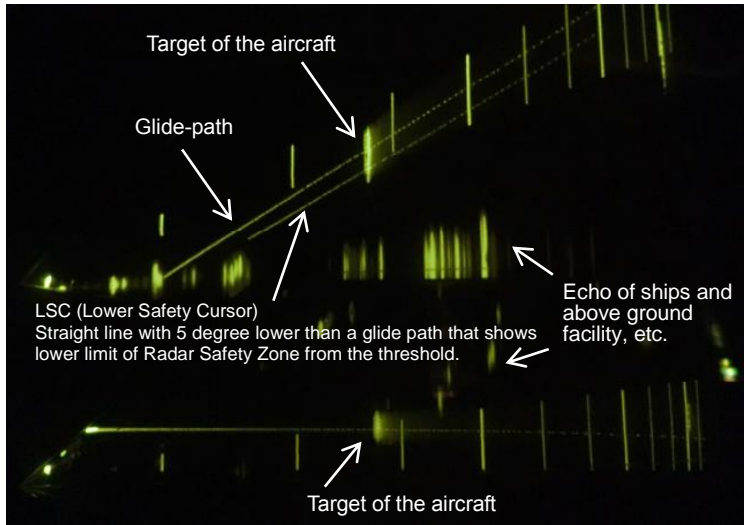 Target of the aircraft
Glide-path
LSC (Lower Safety Cursor)
Straight line with 5 degree lower than a glide path that shows
lower limit of Radar Safety Zone from the threshold.
Echo of ships and
above ground
facility, etc.
Target of the aircraft